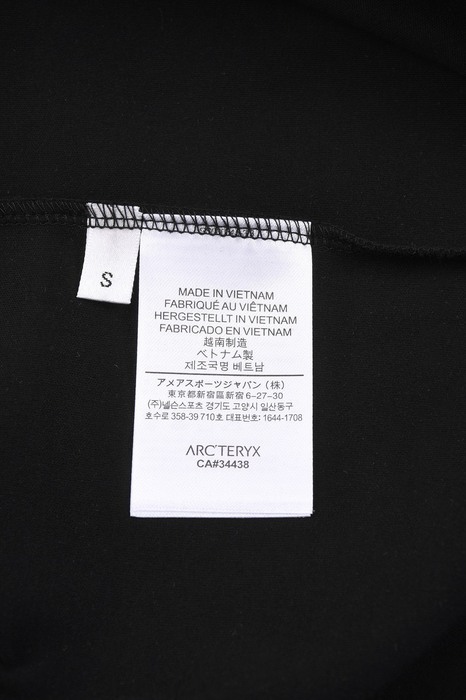 S
MADE IN VIETNAM
FABRIQUÉ AU VIÊTNAM
HERGESTELLT IN VIETNAM
FABRICADO EN VIETNAM
越南制造
ベトナム製
제조국명 베트남
アメアスポーツジャパン (株)
東京都新宿區新宿 6-27-30
(주)넬슨스포츠 경기도 고양시 일산동구
호수로 358-39 710호 대표번호: 1644-1708
ARC'TERYX
CA#34438